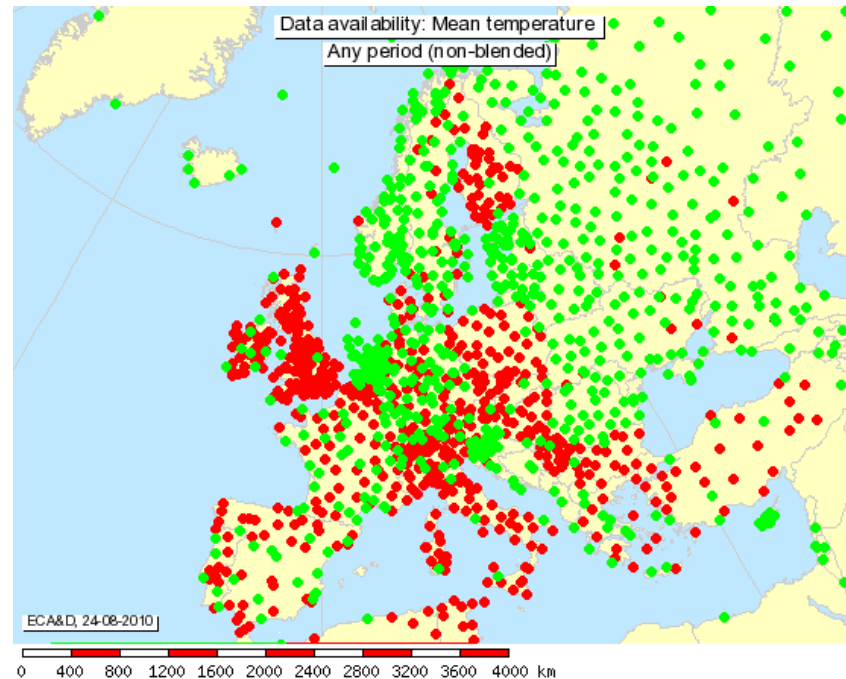 Data availability: Mean temperature
Any period (non-blended)
ECA&D, 24-08-2010
0 400 800 1200 1600 2000 2400 2800 3200 3600 4000 km